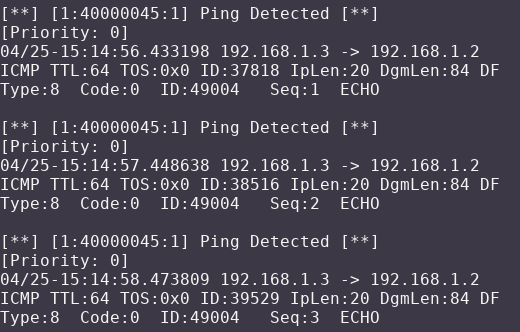 [**] [1:40000045:1] Ping Detected [**]
[Priority: 0]
04/25-15:14:56.433198 192.168.1.3 -> 192.168.1.2
ICMP TTL:64 TOS:0x0 ID:37818 IpLen:20 DgmLen:84 DF
Type:8  Code:0  ID:49004   Seq:1  ECHO

[**] [1:40000045:1] Ping Detected [**]
[Priority: 0]
04/25-15:14:57.448638 192.168.1.3 -> 192.168.1.2
ICMP TTL:64 TOS:0x0 ID:38516 IpLen:20 DgmLen:84 DF
Type:8  Code:0  ID:49004   Seq:2  ECHO

[**] [1:40000045:1] Ping Detected [**]
[Priority: 0]
04/25-15:14:58.473809 192.168.1.3 -> 192.168.1.2
ICMP TTL:64 TOS:0x0 ID:39529 IpLen:20 DgmLen:84 DF
Type:8  Code:0  ID:49004   Seq:3  ECHO